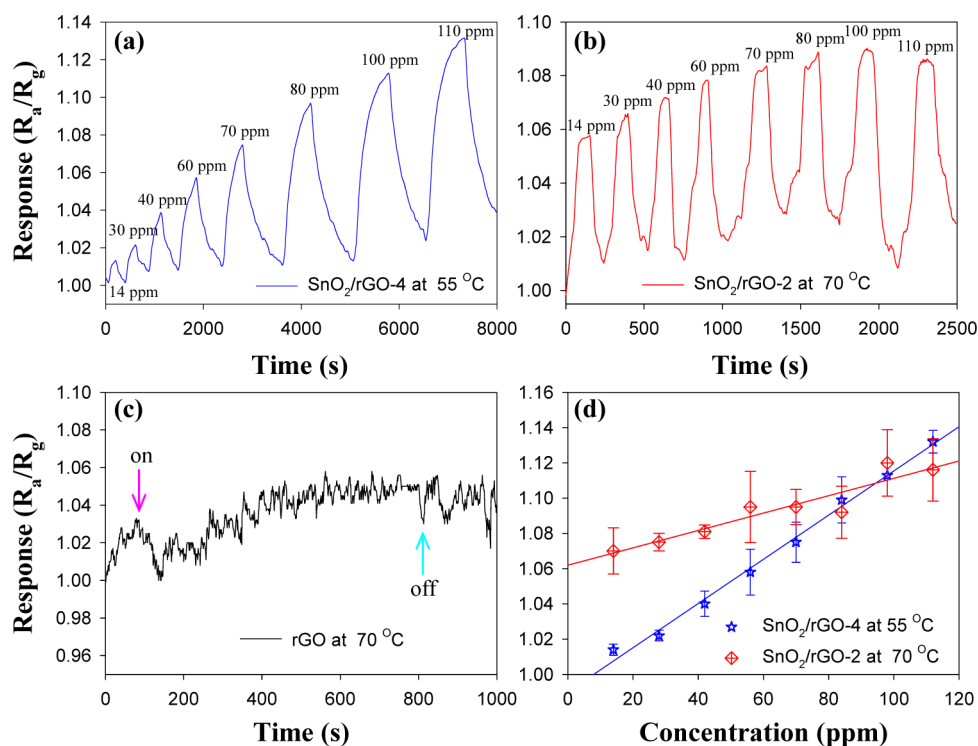 (a)
110 ppm
100 ppm
80 ppm
70 ppm
60 ppm
40 ppm
30 ppm
14 ppm
Response (Rₐ/R_g)
1.14
1.12
1.10
1.08
1.06
1.04
1.02
1.00
SnO₂/rGO-4 at 55 ᴼC
0 2000 4000 6000 8000
Time (s)
(b)
100 ppm
80 ppm
110 ppm
70 ppm
60 ppm
40 ppm
30 ppm
14 ppm
1.10
1.08
1.06
1.04
1.02
1.00
SnO₂/rGO-2 at 70 ᴼC
0 500 1000 1500 2000 2500
Time (s)
(c)
on
off
Response (Rₐ/R_g)
1.10
1.08
1.06
1.04
1.02
1.00
0.98
0.96
rGO at 70 ᴼC
0 200 400 600 800 1000
Time (s)
(d)
1.16
1.14
1.12
1.10
1.08
1.06
1.04
1.02
1.00
SnO₂/rGO-4 at 55 ᴼC
SnO₂/rGO-2 at 70 ᴼC
0 20 40 60 80 100 120
Concentration (ppm)